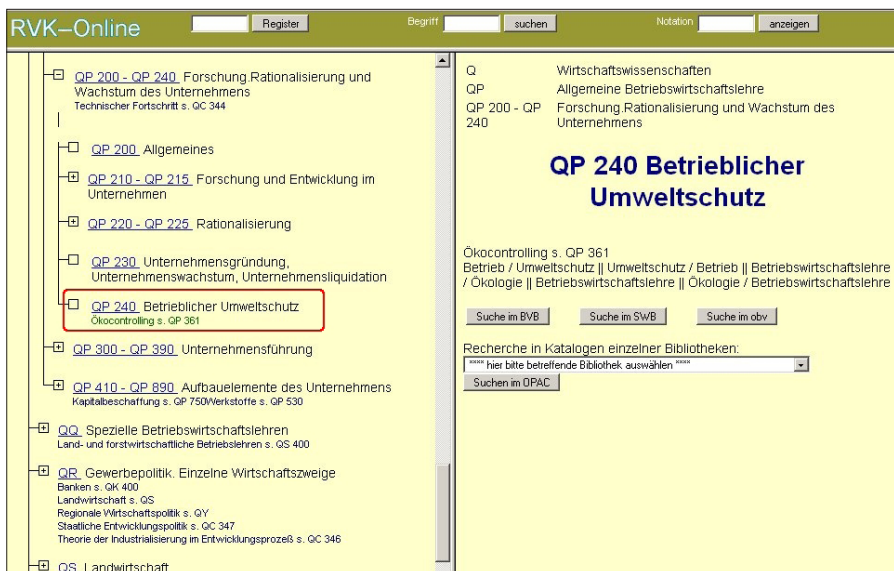 RVK–Online
Register
Begriff
suchen
Notation
anzeigen
QP 200 - QP 240 Forschung.Rationalisierung und
Wachstum des Unternehmens
Technischer Fortschritt s. QC 344
QP 200 Allgemeines
QP 210 - QP 215 Forschung und Entwicklung im
Unternehmen
QP 220 - QP 225 Rationalisierung
QP 230 Unternehmensgründung,
Unternehmenswachstum, Unternehmensliquidation
QP 240 Betrieblicher Umweltschutz
Ökocontrolling s. QP 361
QP 300 - QP 390 Unternehmensführung
QP 410 - QP 890 Aufbauelemente des Unternehmens
Kapitalbeschaffung s. QP 750Werkstoffe s. QP 530
QQ Spezielle Betriebswirtschaftslehren
Land- und forstwirtschaftliche Betriebslehren s. QS 400
QR Gewerbepolitik. Einzelne Wirtschaftszweige
Banken s. QK 400
Landwirtschaft s. QS
Regionale Wirtschaftspolitik s. QY
Staatliche Entwicklungspolitik s. QC 347
Theorie der Industrialisierung im Entwicklungsprozeß s. QC 346
QS Landwirtschaft
Q Wirtschaftswissenschaften
QP Allgemeine Betriebswirtschaftslehre
QP 200 - QP Forschung.Rationalisierung und Wachstum des
240 Unternehmens
QP 240 Betrieblicher
Umweltschutz
Ökocontrolling s. QP 361
Betrieb / Umweltschutz || Umweltschutz / Betrieb || Betriebswirtschaftslehre
/ Ökologie || Betriebswirtschaftslehre || Ökologie / Betriebswirtschaftslehre
Suche im BVB
Suche im SWB
Suche im obv
Recherche in Katalogen einzelner Bibliotheken:
**** hier bitte betreffende Bibliothek auswählen ****
Suchen im OPAC